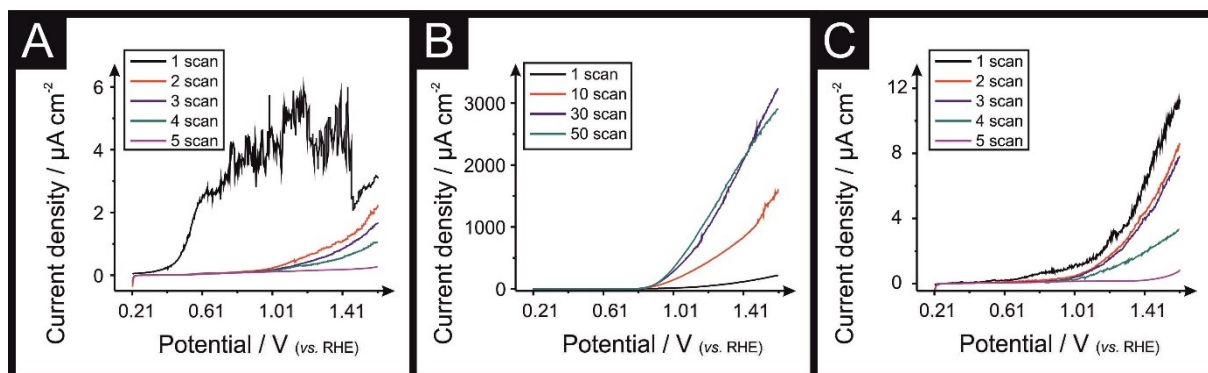 A
1 scan
2 scan
3 scan
4 scan
5 scan
6
4
2
0
Current density / µA cm⁻²
0.21 0.61 1.01 1.41
Potential / V (vs. RHE)
B
1 scan
10 scan
30 scan
50 scan
3000
2000
1000
0
Current density / µA cm⁻²
0.21 0.61 1.01 1.41
Potential / V (vs. RHE)
C
1 scan
2 scan
3 scan
4 scan
5 scan
12
8
4
0
Current density / µA cm⁻²
0.21 0.61 1.01 1.41
Potential / V (vs. RHE)